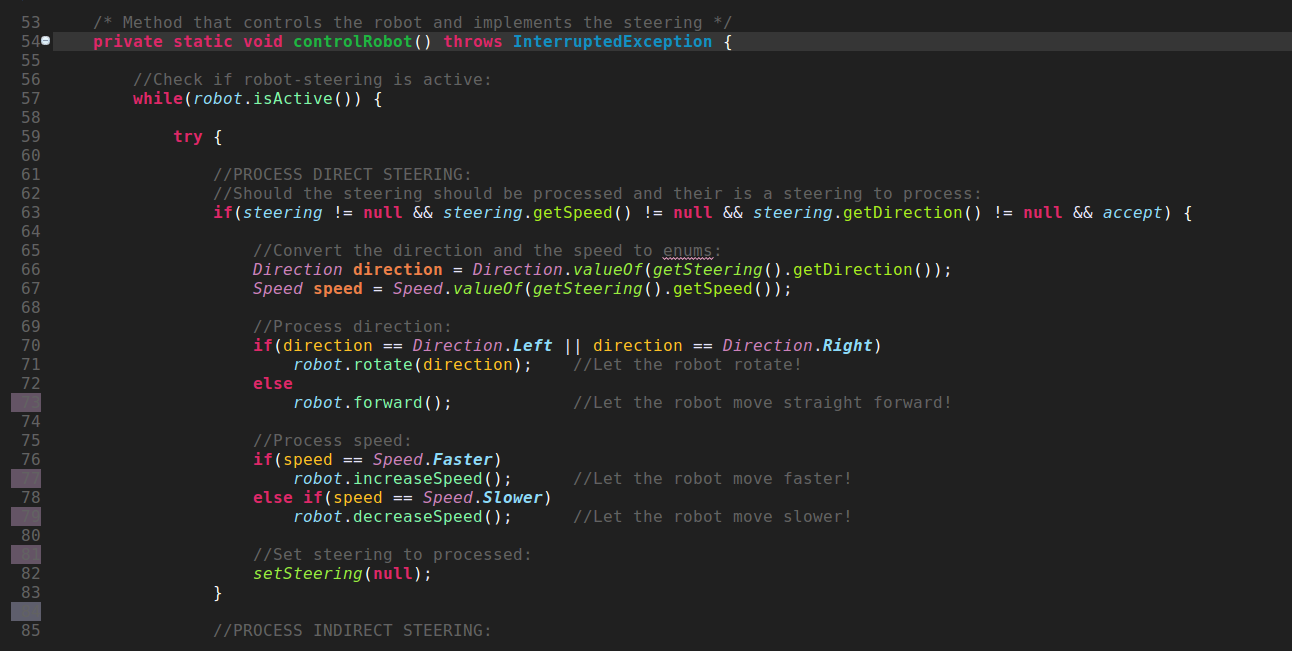 53 /* Method that controls the robot and implements the steering */
54 private static void controlRobot() throws InterruptedException {
55
56 //Check if robot-steering is active:
57 while(robot.isActive()) {
58
59 try {
60
61 //PROCESS DIRECT STEERING:
62 //Should the steering should be processed and their is a steering to process:
63 if(steering != null && steering.getSpeed() != null && steering.getDirection() != null && accept) {
64
65 //Convert the direction and the speed to enums:
66 Direction direction = Direction.valueOf(getSteering().getDirection());
67 Speed speed = Speed.valueOf(getSteering().getSpeed());
68
69 //Process direction:
70 if(direction == Direction.Left || direction == Direction.Right)
71 robot.rotate(direction); //Let the robot rotate!
72 else
73 robot.forward(); //Let the robot move straight forward!
74
75 //Process speed:
76 if(speed == Speed.Faster)
77 robot.increaseSpeed(); //Let the robot move faster!
78 else if(speed == Speed.Slower)
79 robot.decreaseSpeed(); //Let the robot move slower!
80
81 //Set steering to processed:
82 setSteering(null);
83 }
85 //PROCESS INDIRECT STEERING: